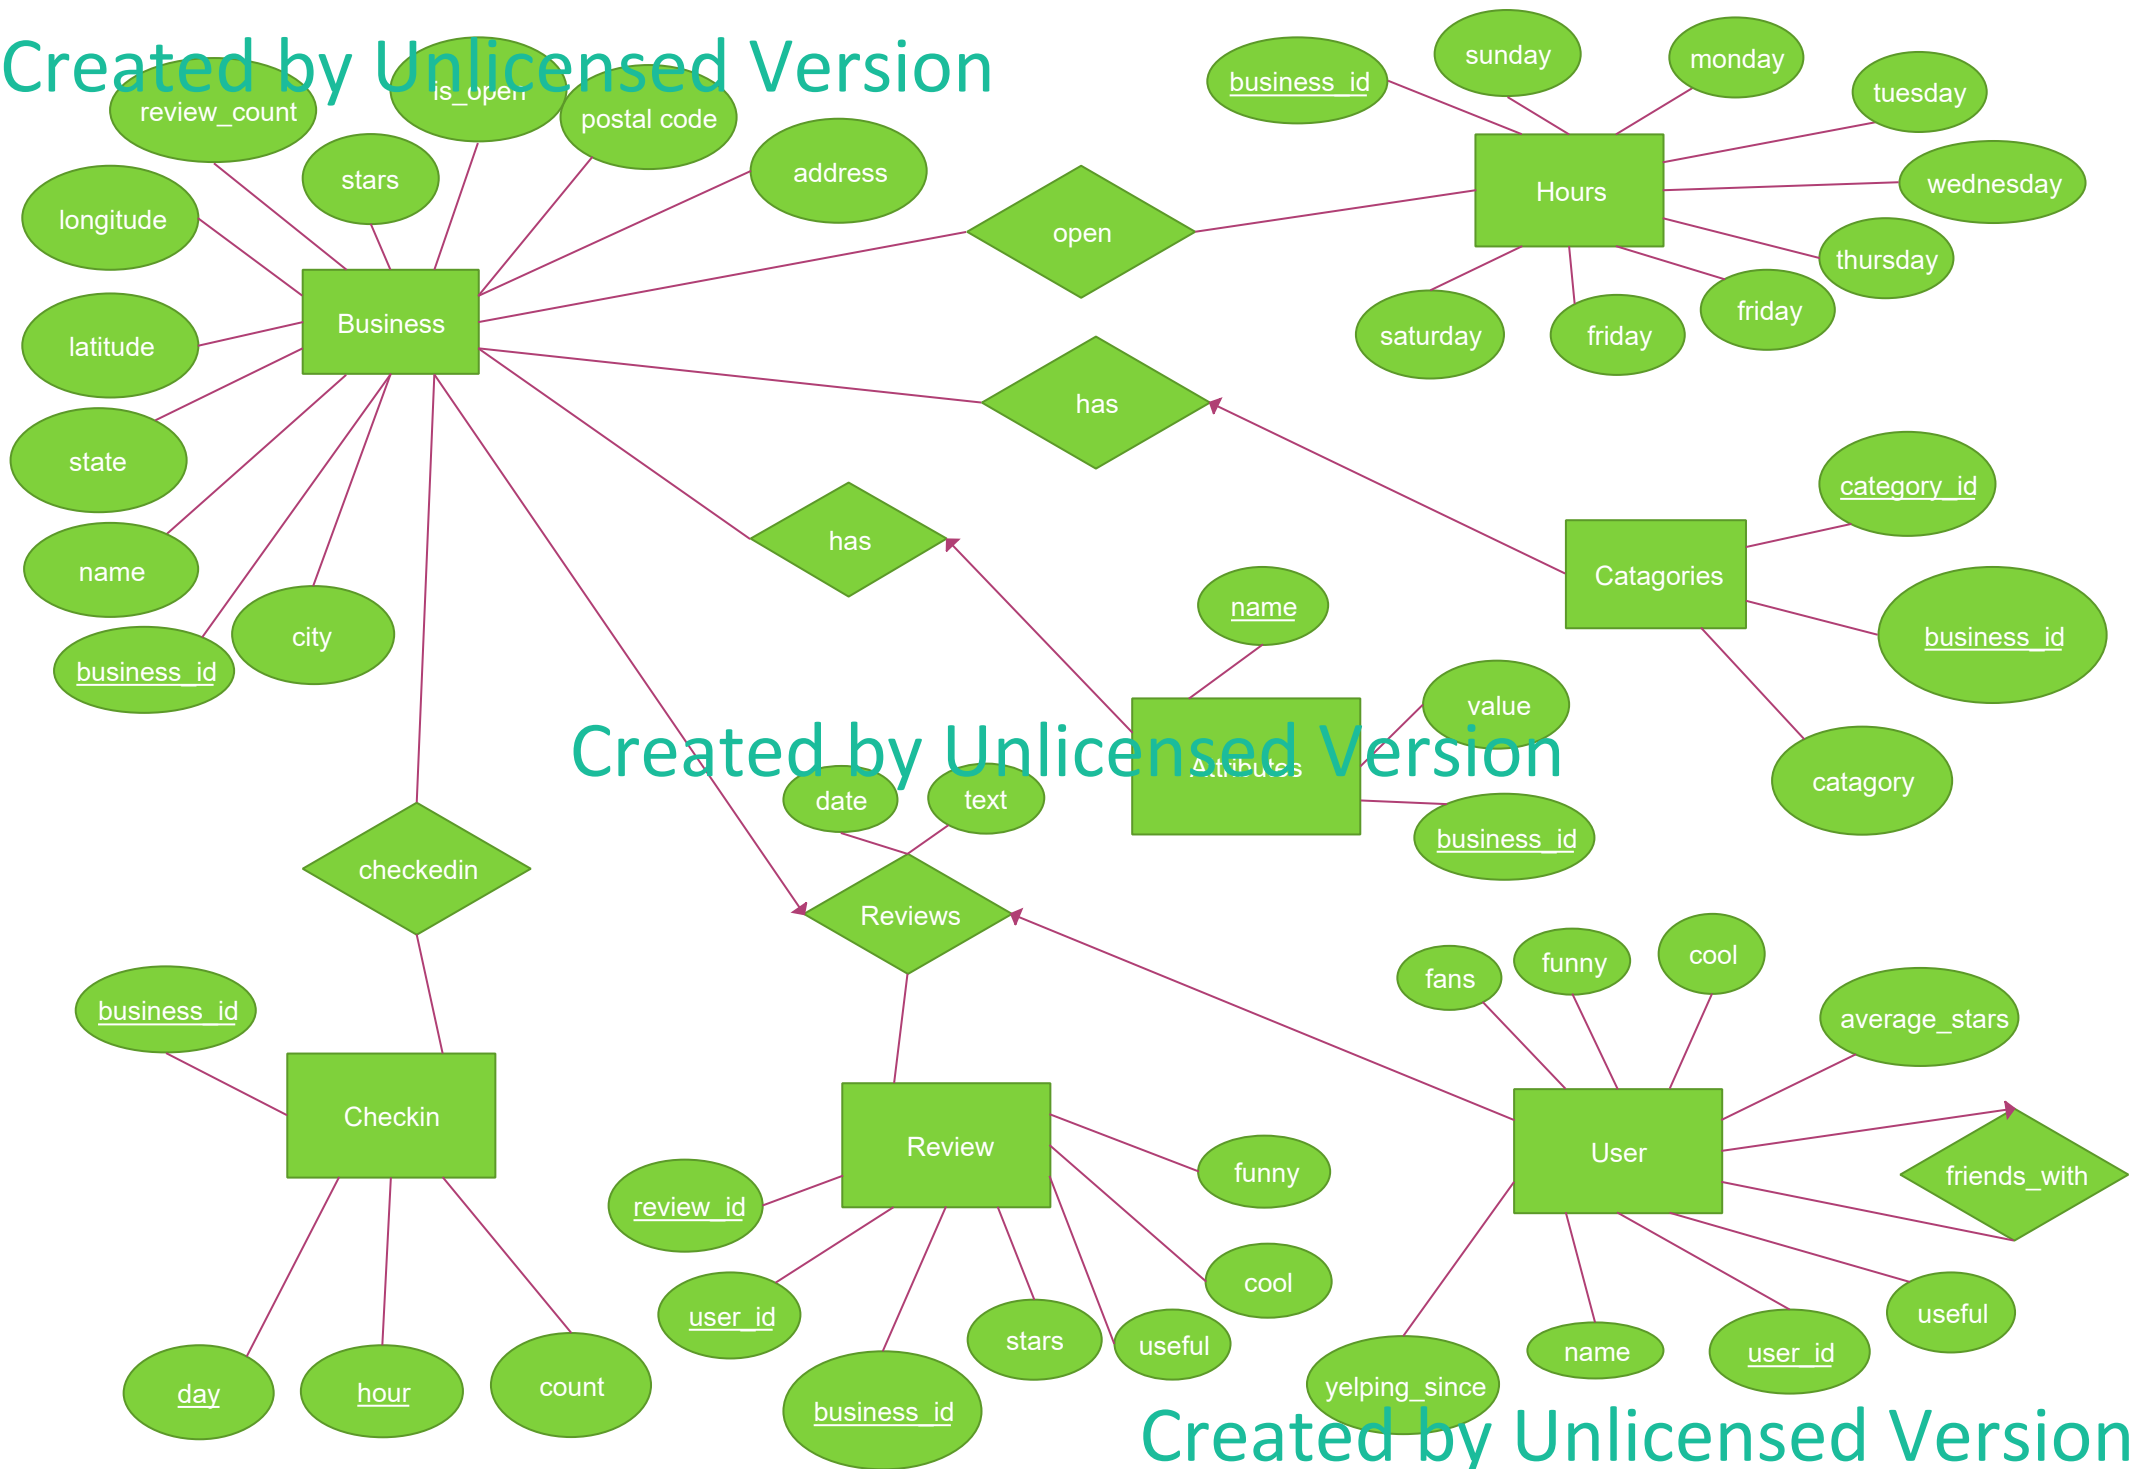 Created by Unlicensed Version
review_count
is_open
postal code
stars
address
longitude
latitude
state
name
business_id
city
Business
open
business_id
sunday
monday
tuesday
wednesday
thursday
friday
friday
saturday
Hours
has
has
category_id
Catagories
business_id
catagory
name
value
Created by Unlicensed Version
Attributes
business_id
date
text
checkedin
Reviews
business_id
Checkin
day
hour
count
Review
review_id
user_id
business_id
stars
useful
cool
funny
fans
funny
cool
average_stars
User
friends_with
useful
user_id
name
yelping_since
Created by Unlicensed Version